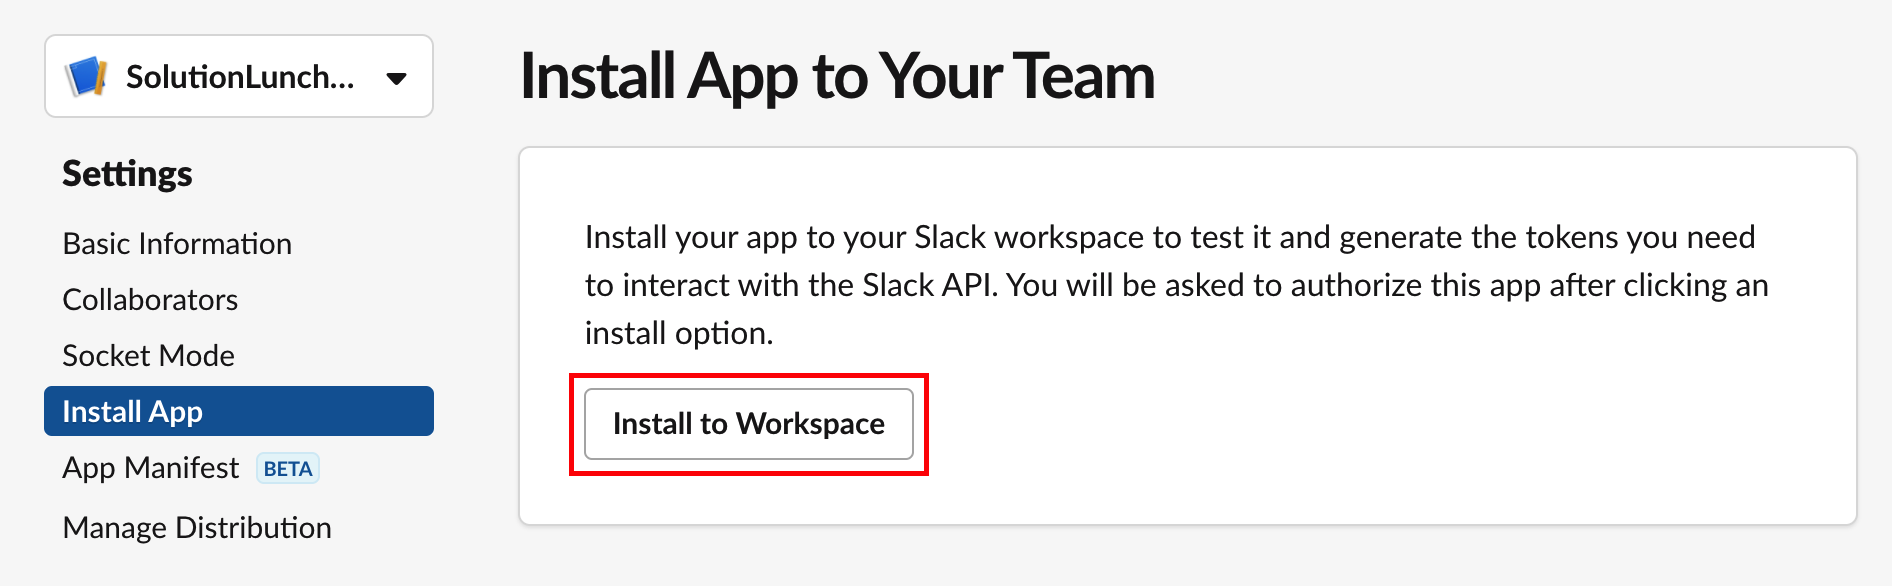 SolutionLunch...
Install App to Your Team
Settings
Basic Information
Collaborators
Socket Mode
Install App
App Manifest BETA
Manage Distribution
Install your app to your Slack workspace to test it and generate the tokens you need
to interact with the Slack API. You will be asked to authorize this app after clicking an
install option.
Install to Workspace